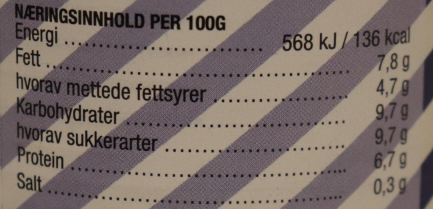 NÆRINGSINNHOLD PER 100G
Energi ........................ 568 kJ / 136 kcal
Fett ........................................ 7,8 g
hvorav mettede fettsyrer ................ 4,7 g
Karbohydrater ............................ 9,7 g
hvorav sukkerarter ...................... 9,7 g
Protein .................................... 6,7 g
Salt ........................................ 0,3 g